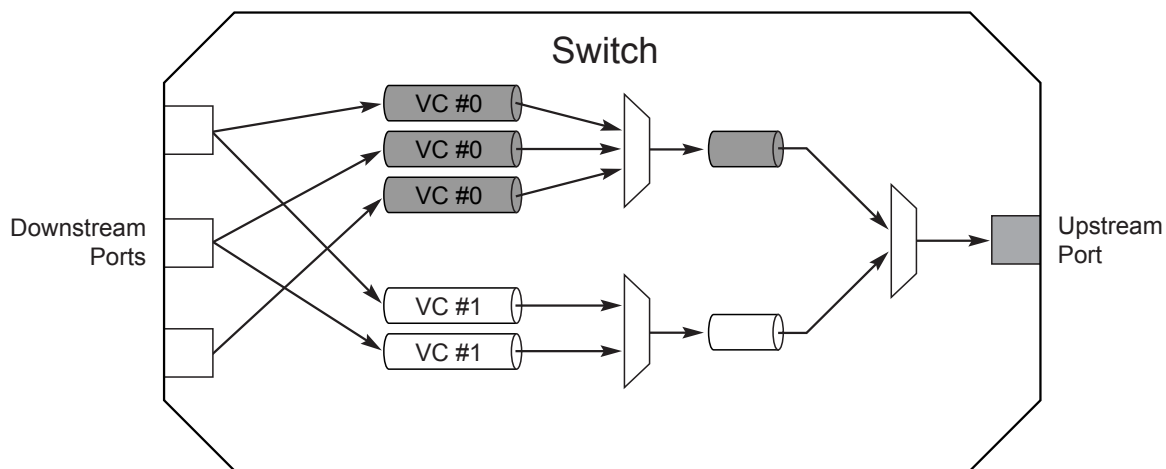 Switch
VC #0
VC #0
VC #0
Downstream
Ports
Upstream
Port
VC #1
VC #1